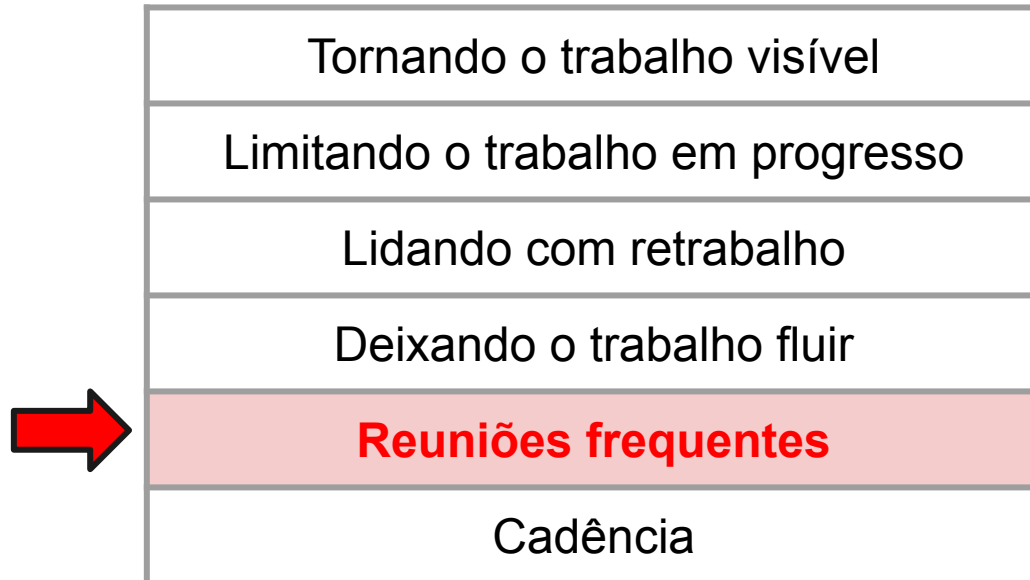 Tornando o trabalho visível
Limitando o trabalho em progresso
Lidando com retrabalho
Deixando o trabalho fluir
Reuniões frequentes
Cadência